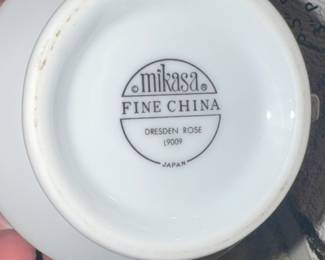 ©mikasa®
FINE CHINA
DRESDEN ROSE
L9009
JAPAN